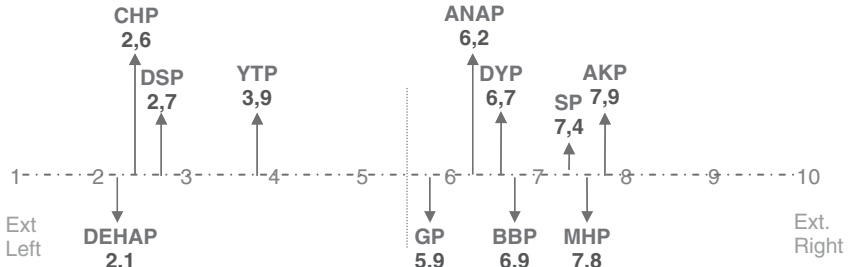 CHP
2,6
ANAP
6,2
DSP
2,7
YTP
3,9
DYP
6,7
SP
7,4
AKP
7,9
1 2 3 4 5 6 7 8 9 10
Ext
Left
Ext.
Right
DEHAP
2,1
GP
5,9
BBP
6,9
MHP
7,8